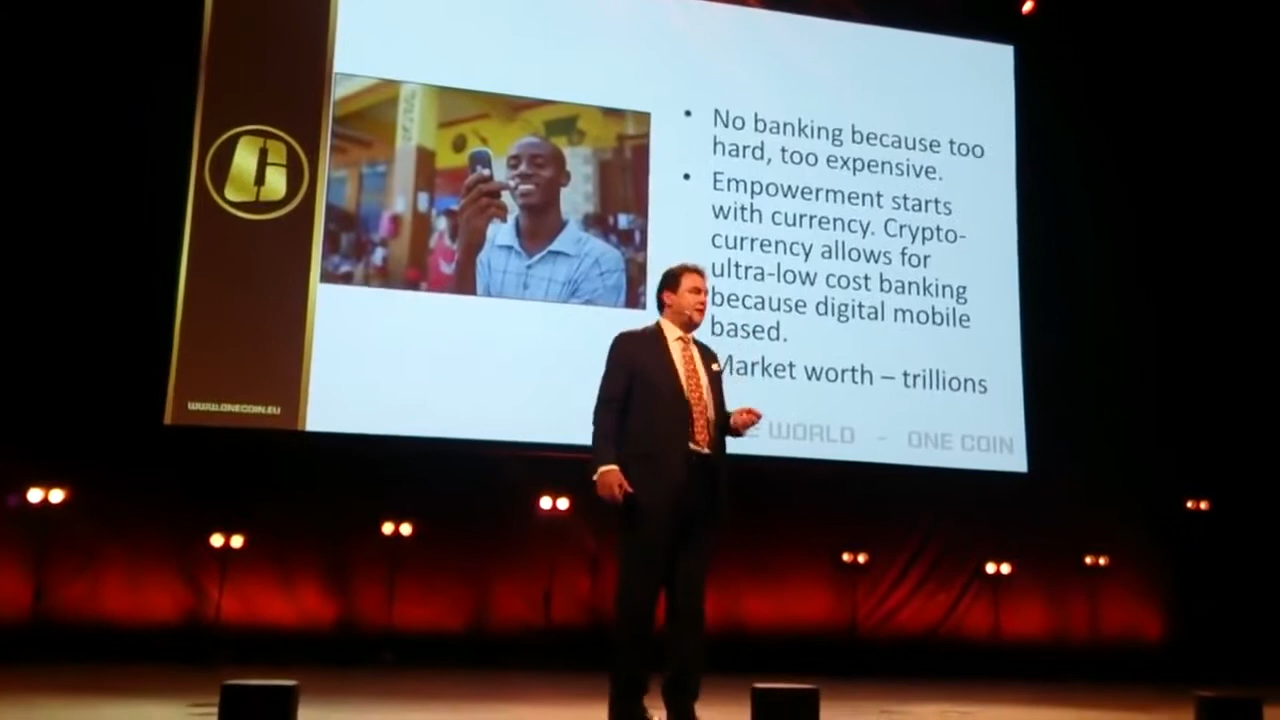 • No banking because too
hard, too expensive.
• Empowerment starts
with currency. Crypto-
currency allows for
ultra-low cost banking
because digital mobile
based.
Market worth – trillions
WORLD - ONE COIN
WWW.ONECOIN.EU